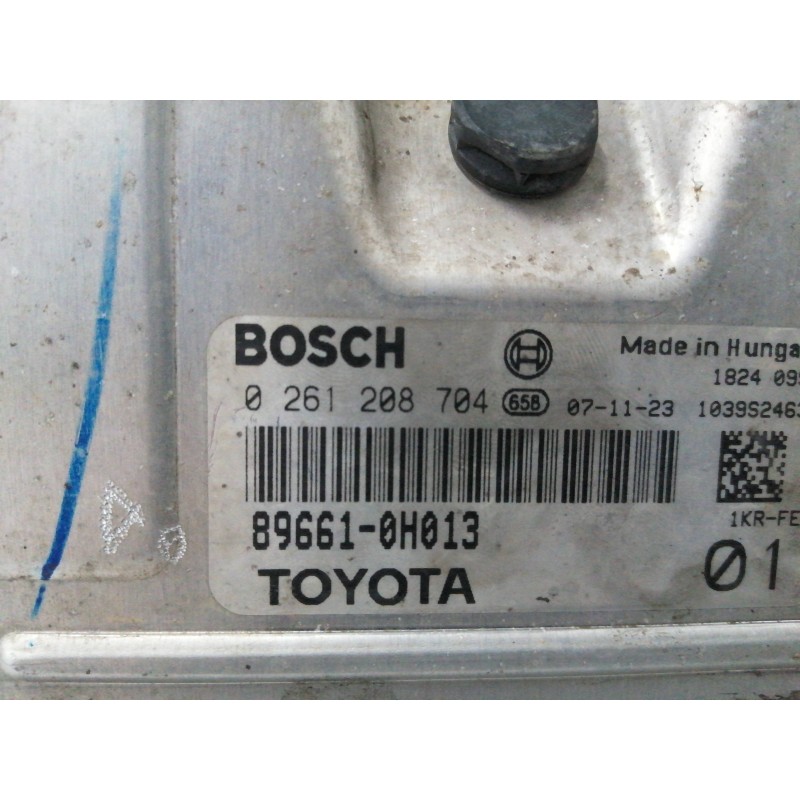 BOSCH Made in Hunga
1824 09
0 261 208 704 658 07-11-23 1039S246
89661-0H013 1KR-FE
TOYOTA 01